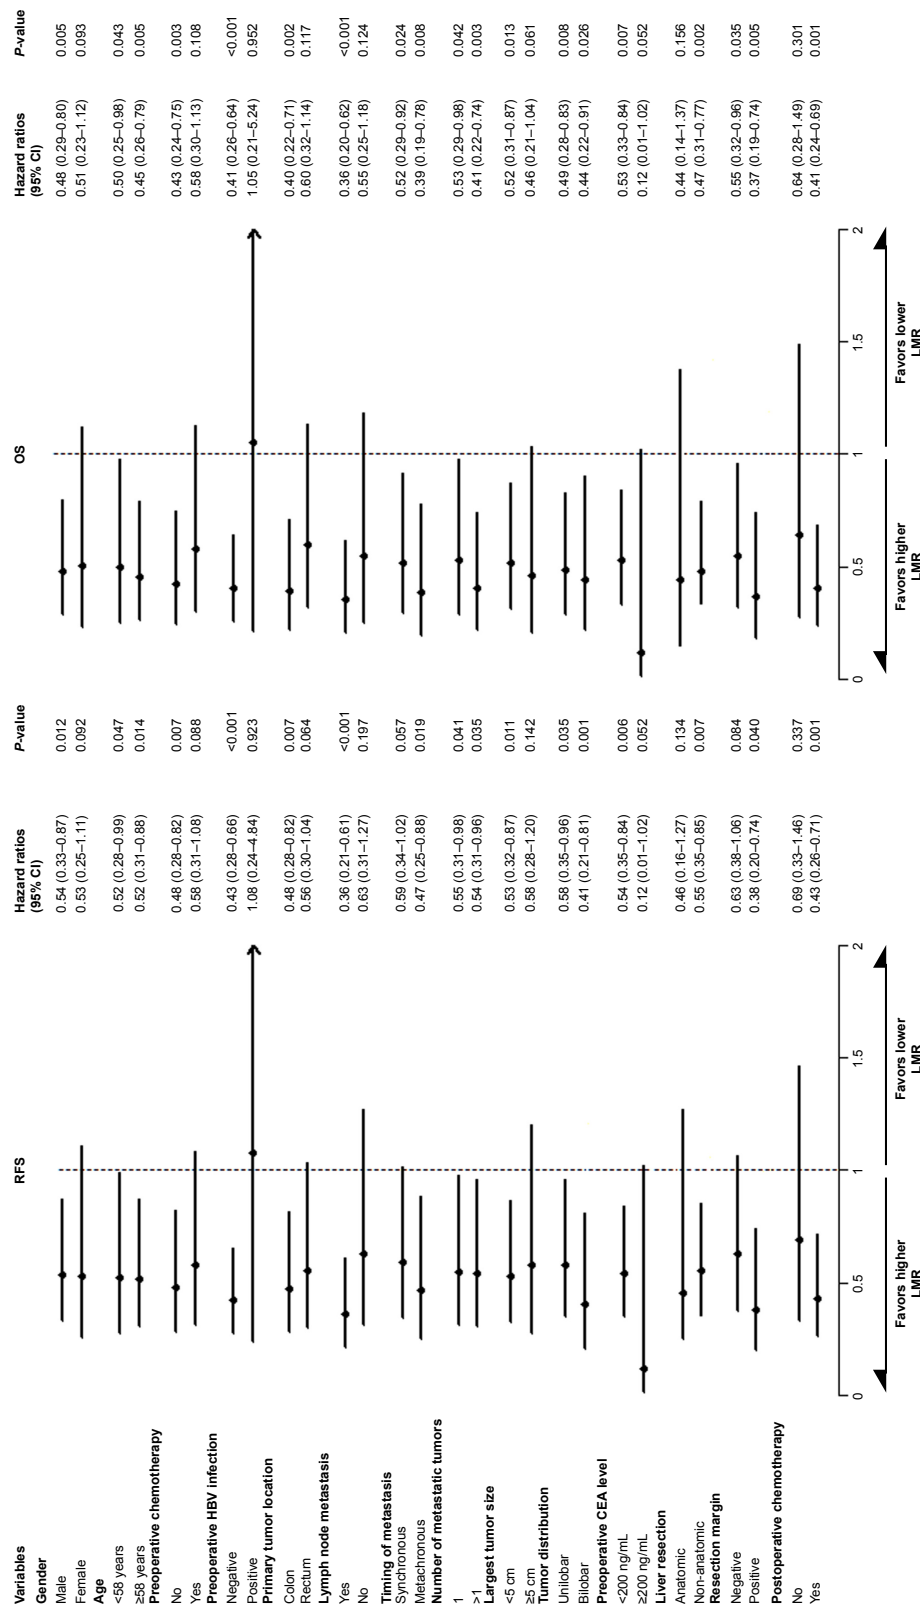 Variables RFS Hazard ratios P-value OS Hazard ratios P-value
(95% CI) (95% CI)
Gender
Male 0.54 (0.33–0.87) 0.012 0.48 (0.29–0.80) 0.005
Female 0.53 (0.25–1.11) 0.092 0.51 (0.23–1.12) 0.093
Age
<58 years 0.52 (0.28–0.99) 0.047 0.50 (0.25–0.98) 0.043
≥58 years 0.52 (0.31–0.88) 0.014 0.45 (0.26–0.79) 0.005
Preoperative chemotherapy
No 0.48 (0.28–0.82) 0.007 0.43 (0.24–0.75) 0.003
Yes 0.58 (0.31–1.08) 0.088 0.58 (0.30–1.13) 0.108
Preoperative HBV infection
Negative 0.43 (0.28–0.66) <0.001 0.41 (0.26–0.64) <0.001
Positive 1.08 (0.24–4.84) 0.923 1.05 (0.21–5.24) 0.952
Primary tumor location
Colon 0.48 (0.28–0.82) 0.007 0.40 (0.22–0.71) 0.002
Rectum 0.56 (0.30–1.04) 0.064 0.60 (0.32–1.14) 0.117
Lymph node metastasis
Yes 0.36 (0.21–0.61) <0.001 0.36 (0.20–0.62) <0.001
No 0.63 (0.31–1.27) 0.197 0.55 (0.25–1.18) 0.124
Timing of metastasis
Synchronous 0.59 (0.34–1.02) 0.057 0.52 (0.29–0.92) 0.024
Metachronous 0.47 (0.25–0.88) 0.019 0.39 (0.19–0.78) 0.008
Number of metastatic tumors
1 0.55 (0.31–0.98) 0.041 0.53 (0.29–0.98) 0.042
>1 0.54 (0.31–0.96) 0.035 0.41 (0.22–0.74) 0.003
Largest tumor size
<5 cm 0.53 (0.32–0.87) 0.011 0.52 (0.31–0.87) 0.013
≥5 cm 0.58 (0.28–1.20) 0.142 0.46 (0.21–1.04) 0.061
Tumor distribution
Unilobar 0.58 (0.35–0.96) 0.035 0.49 (0.28–0.83) 0.008
Bilobar 0.41 (0.21–0.81) 0.001 0.44 (0.22–0.91) 0.026
Preoperative CEA level
<200 ng/mL 0.54 (0.35–0.84) 0.006 0.53 (0.33–0.84) 0.007
≥200 ng/mL 0.12 (0.01–1.02) 0.052 0.12 (0.01–1.02) 0.052
Liver resection
Anatomic 0.46 (0.16–1.27) 0.134 0.44 (0.14–1.37) 0.156
Non-anatomic 0.55 (0.35–0.85) 0.007 0.47 (0.31–0.77) 0.002
Resection margin
Negative 0.63 (0.38–1.06) 0.084 0.55 (0.32–0.96) 0.035
Positive 0.38 (0.20–0.74) 0.040 0.37 (0.19–0.74) 0.005
Postoperative chemotherapy
No 0.69 (0.33–1.46) 0.337 0.64 (0.28–1.49) 0.301
Yes 0.43 (0.26–0.71) 0.001 0.41 (0.24–0.69) 0.001
0 0.5 1 1.5 2 0 0.5 1 1.5 2
Favors higher Favors lower Favors higher Favors lower
LMR LMR LMR LMR